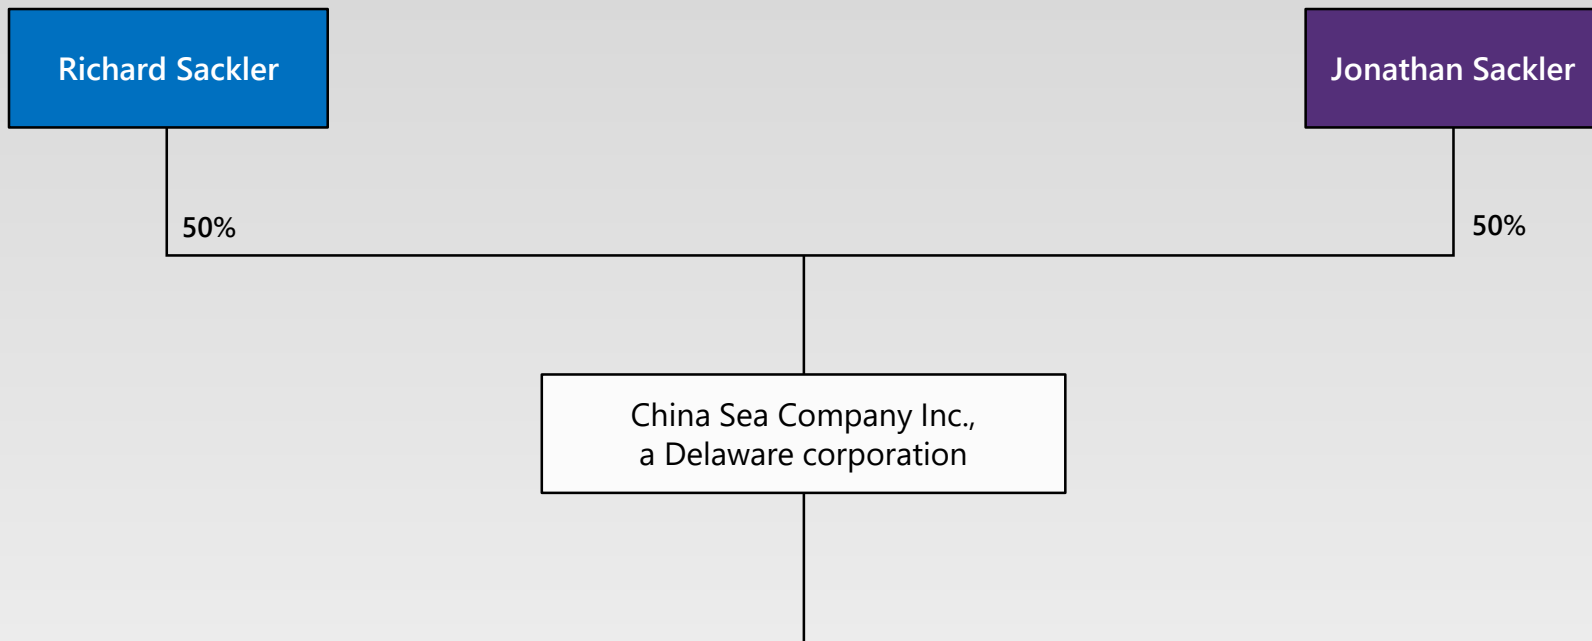 Richard Sackler
Jonathan Sackler
50%
50%
China Sea Company Inc.,
a Delaware corporation